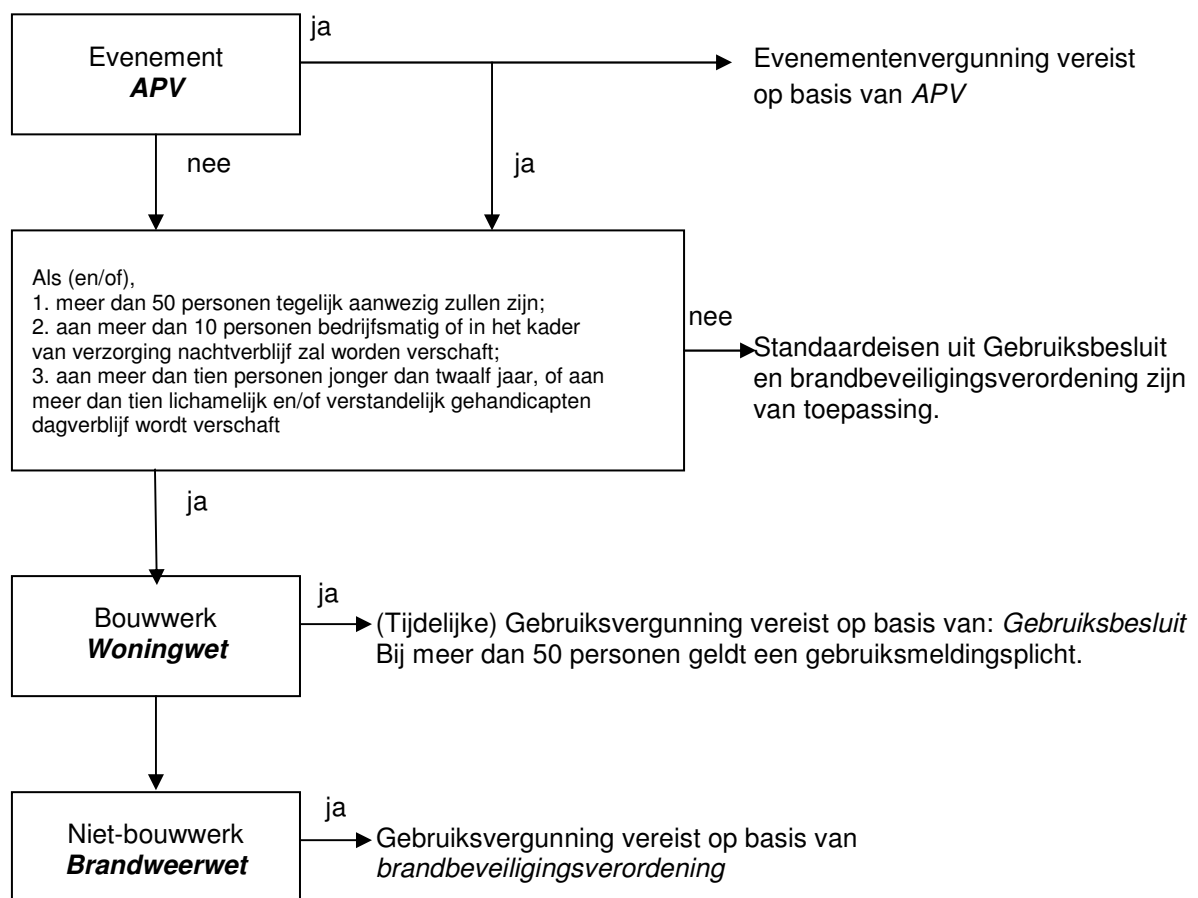 ja
Evenement
APV
Evenementenvergunning vereist
op basis van APV
nee
ja
Als (en/of),
1. meer dan 50 personen tegelijk aanwezig zullen zijn;
2. aan meer dan 10 personen bedrijfsmatig of in het kader
van verzorging nachtverblijf zal worden verschaft;
3. aan meer dan tien personen jonger dan twaalf jaar, of aan
meer dan tien lichamelijk en/of verstandelijk gehandicapten
dagverblijf wordt verschaft
nee
Standaardeisen uit Gebruiksbesluit
en brandbeveiligingsverordening zijn
van toepassing.
ja
Bouwwerk
Woningwet
ja
(Tijdelijke) Gebruiksvergunning vereist op basis van: Gebruiksbesluit
Bij meer dan 50 personen geldt een gebruiksmeldingsplicht.
Niet-bouwwerk
Brandweerwet
ja
Gebruiksvergunning vereist op basis van
brandbeveiligingsverordening